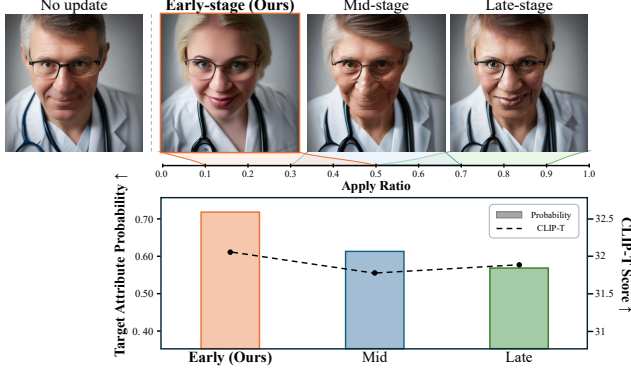 No update Early-stage (Ours) Mid-stage Late-stage
0.0 0.1 0.2 0.3 0.4 0.5 0.6 0.7 0.8 0.9 1.0
Apply Ratio
Target Attribute Probability ↓
0.70
0.60
0.50
0.40
Probability
CLIP-T
32.5
32
31.5
31
CLIP-T Score ↑
Early (Ours) Mid Late